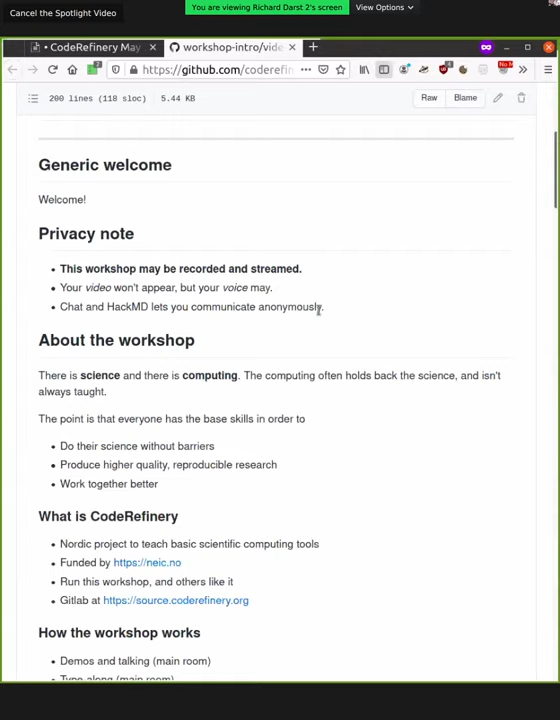 Cancel the Spotlight Video
You are viewing Richard Darst 2's screen
View Options
• CodeRefinery May
workshop-intro/vide
https://github.com/coderefin
200 lines (118 sloc) 5.44 KB
Raw Blame
Generic welcome
Welcome!
Privacy note
• This workshop may be recorded and streamed.
• Your video won't appear, but your voice may.
• Chat and HackMD lets you communicate anonymously.
About the workshop
There is science and there is computing. The computing often holds back the science, and isn't
always taught.
The point is that everyone has the base skills in order to
• Do their science without barriers
• Produce higher quality, reproducible research
• Work together better
What is CodeRefinery
• Nordic project to teach basic scientific computing tools
• Funded by https://neic.no
• Run this workshop, and others like it
• Gitlab at https://source.coderefinery.org
How the workshop works
• Demos and talking (main room)
• Type-along (main room)